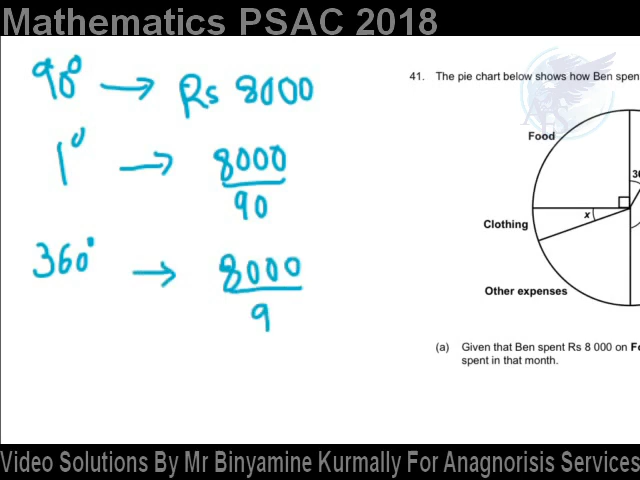 Mathematics PSAC 2018
90° → Rs 8000
1° → 8000/90
360° → 8000/9
41. The pie chart below shows how Ben spen
Food
36
x
Clothing
Other expenses
(a) Given that Ben spent Rs 8 000 on Fo
spent in that month.
Video Solutions By Mr Binyamine Kurmally For Anagnorisis Services